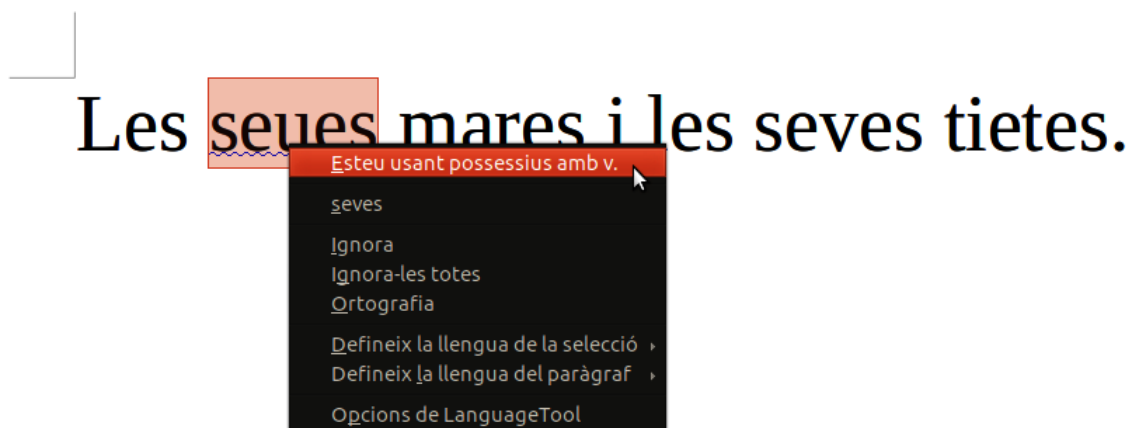 Les seues mares i les seves tietes.
Esteu usant possessius amb v.
seves
Ignora
Ignora-les totes
Ortografia
Defineix la llengua de la selecció
Defineix la llengua del paràgraf
Opcions de LanguageTool